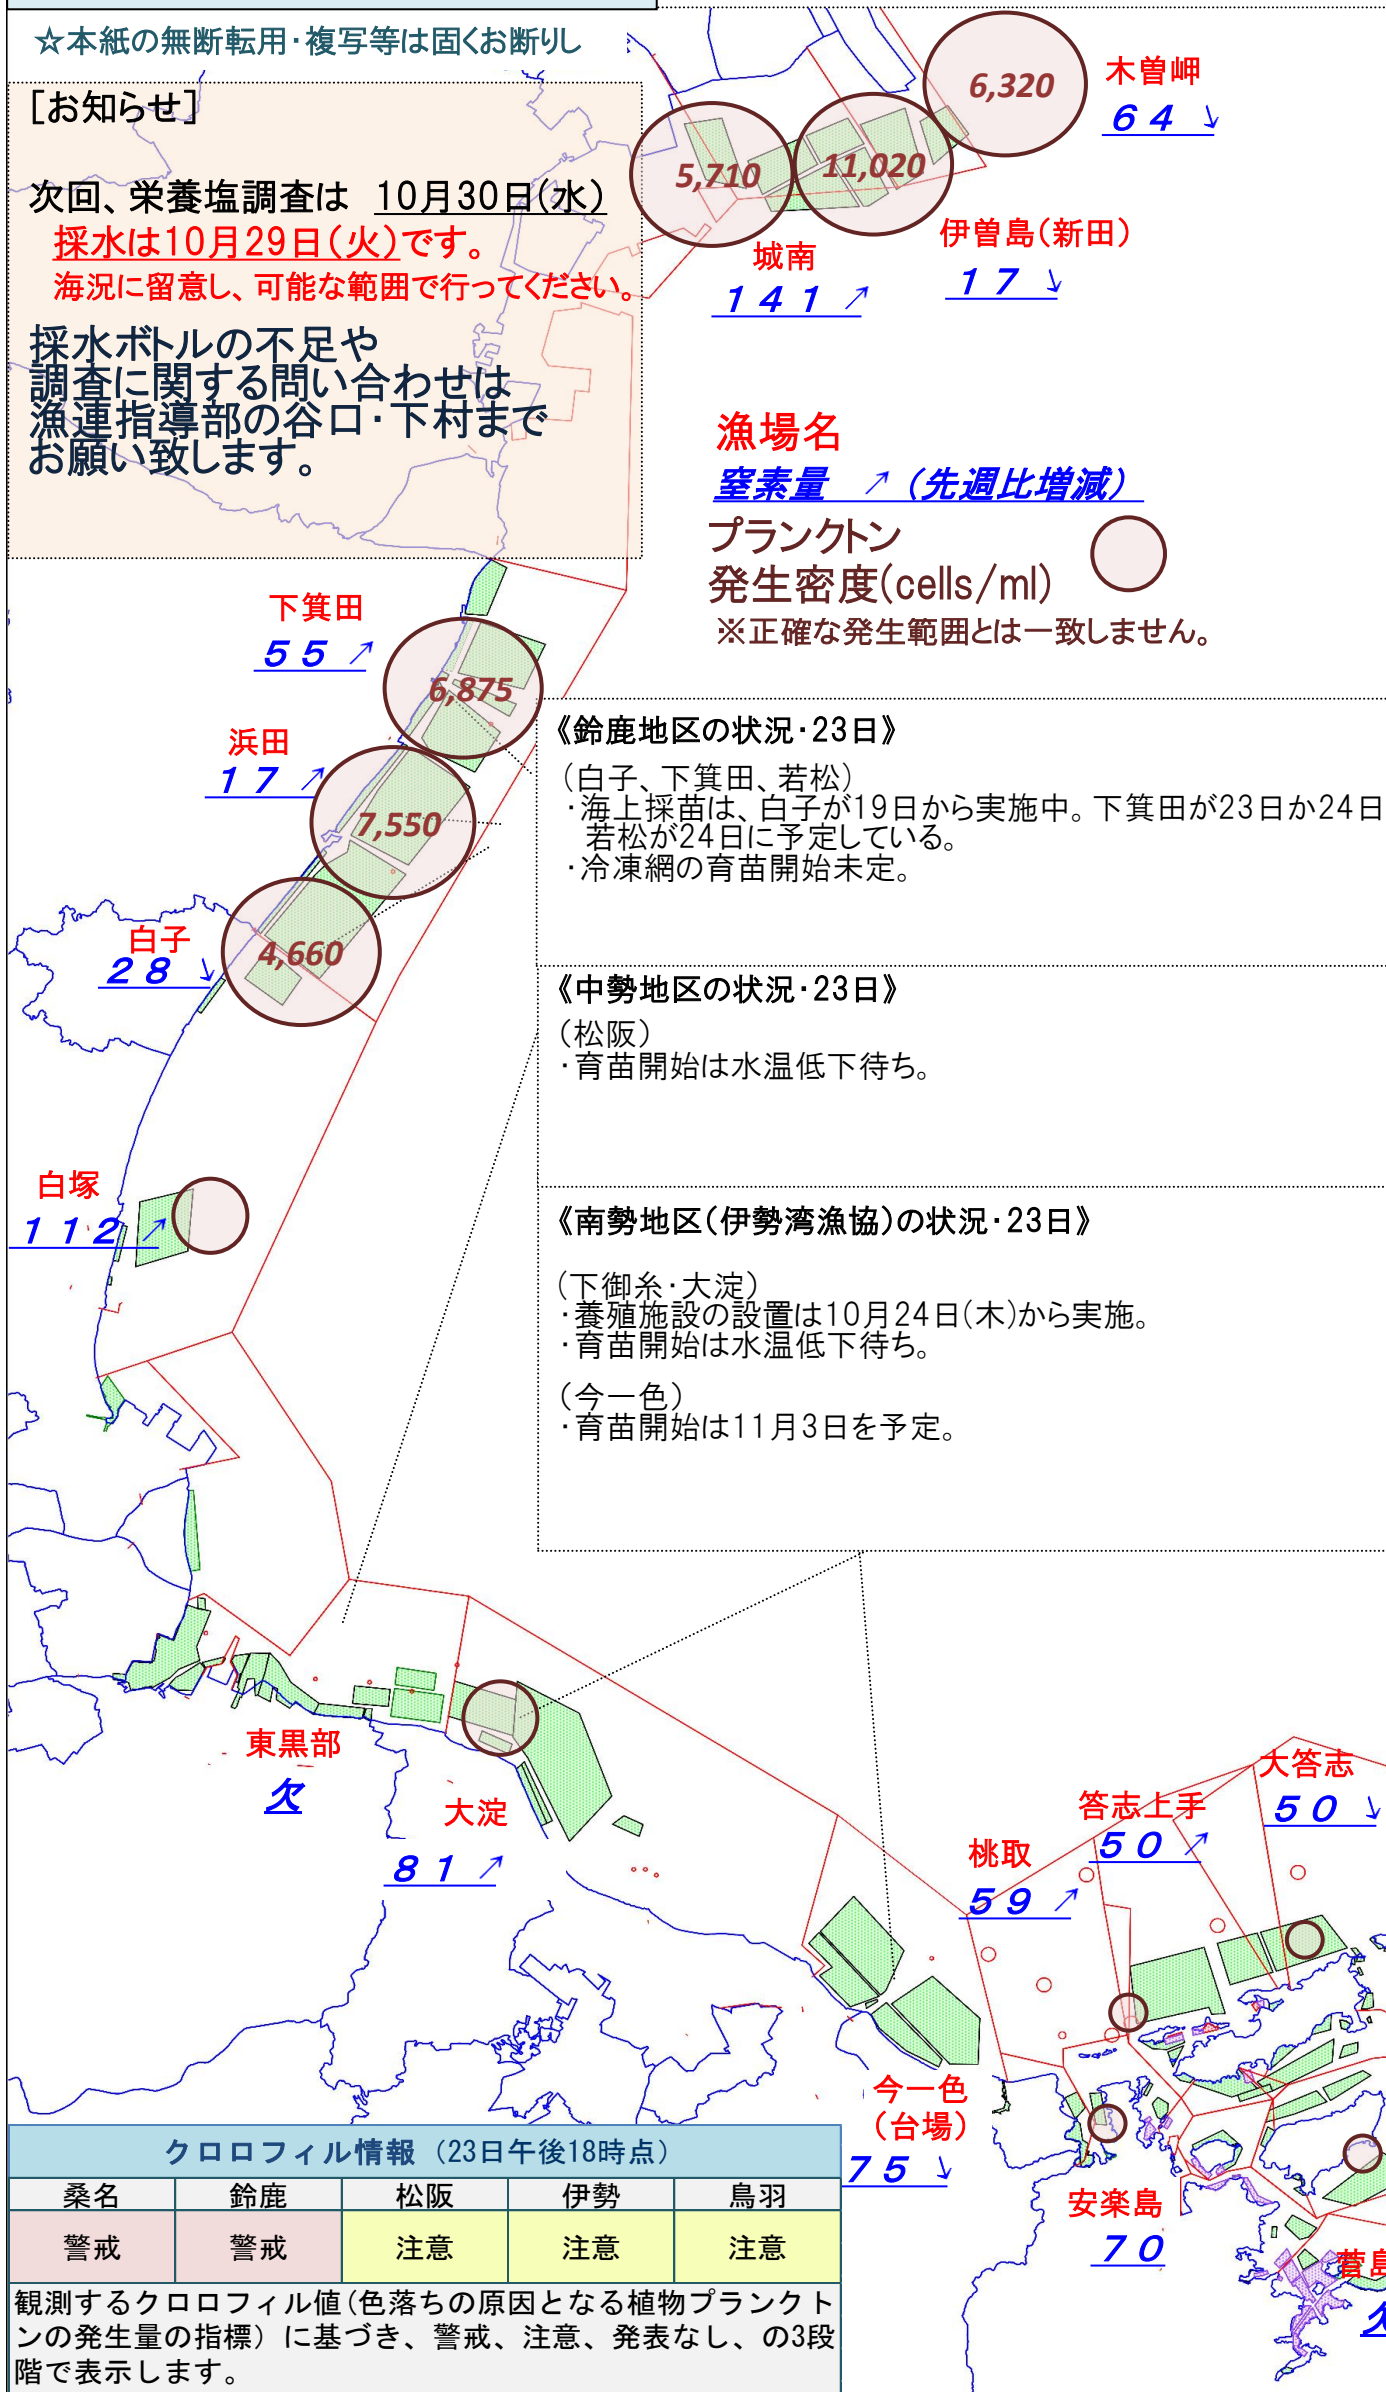 ☆本紙の無断転用・複写等は固くお断りし
[お知らせ]
次回、栄養塩調査は　10月30日(水)
採水は10月29日(火)です。
海況に留意し、可能な範囲で行ってください。
採水ボトルの不足や
調査に関する問い合わせは
漁連指導部の谷口・下村まで
お願い致します。
6,320
木曽岬
64 ↘
5,710
11,020
伊曽島(新田)
17 ↘
城南
141 ↗
漁場名
窒素量　↗(先週比増減)
プランクトン
発生密度(cells/ml)
※正確な発生範囲とは一致しません。
下箕田
55 ↗
6,875
浜田
17 ↗
7,550
白子
28 ↘
4,660
《鈴鹿地区の状況・23日》
(白子、下箕田、若松)
・海上採苗は、白子が19日から実施中。下箕田が23日か24日
若松が24日に予定している。
・冷凍網の育苗開始未定。
《中勢地区の状況・23日》
(松阪)
・育苗開始は水温低下待ち。
白塚
112 ↗
《南勢地区(伊勢湾漁協)の状況・23日》
(下御糸・大淀)
・養殖施設の設置は10月24日(木)から実施。
・育苗開始は水温低下待ち。
(今一色)
・育苗開始は11月3日を予定。
東黒部
欠
大淀
81 ↗
大答志
50 ↘
答志上手
50 ↗
桃取
59 ↗
今一色
(台場)
75 ↘
安楽島
70
菅島
欠
クロロフィル情報 (23日午後18時点)
桑名 鈴鹿 松阪 伊勢 鳥羽
警戒 警戒 注意 注意 注意
観測するクロロフィル値(色落ちの原因となる植物プランクト
ンの発生量の指標)に基づき、警戒、注意、発表なし、の3段
階で表示します。